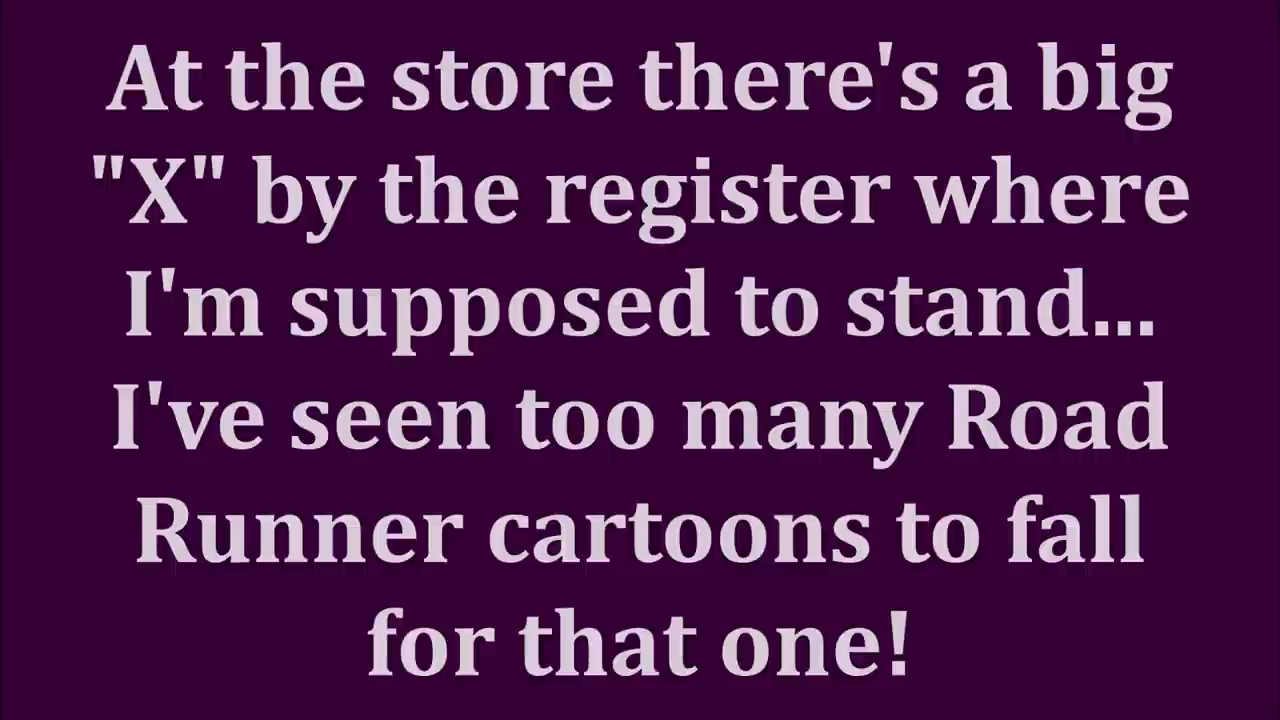 At the store there's a big
"X" by the register where
I'm supposed to stand...
I've seen too many Road
Runner cartoons to fall
for that one!